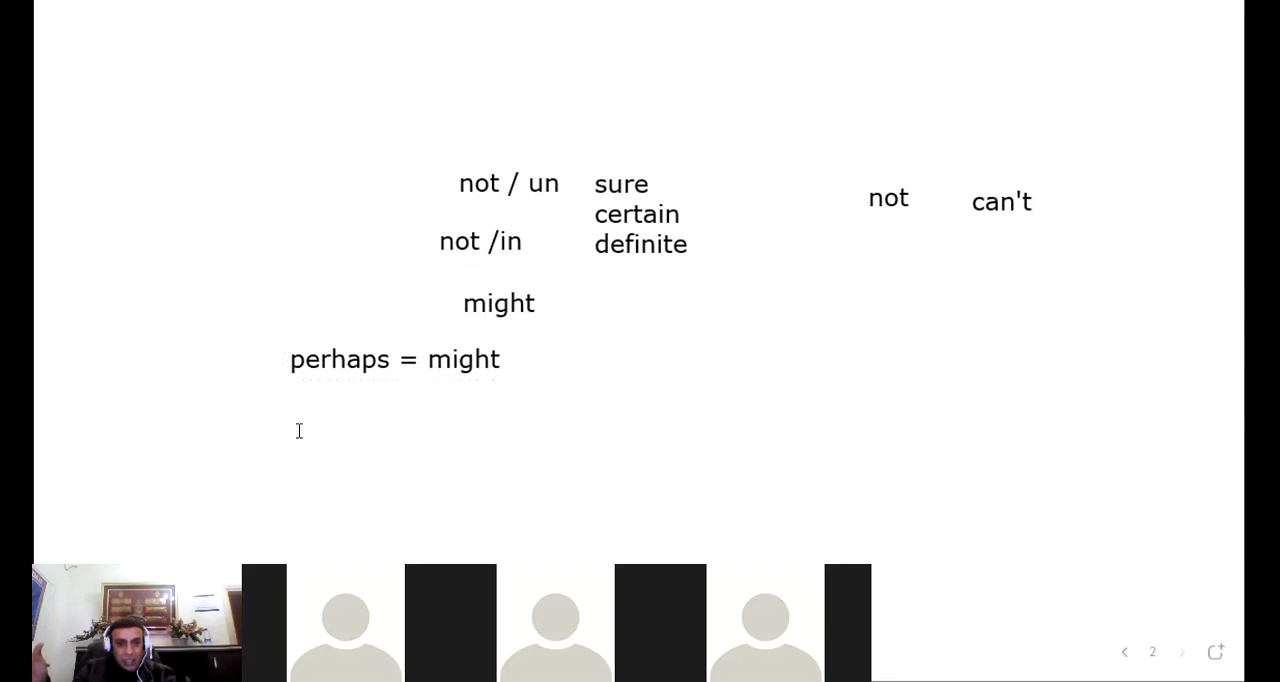 not / un sure not can't
certain
not /in definite
might
perhaps = might
2